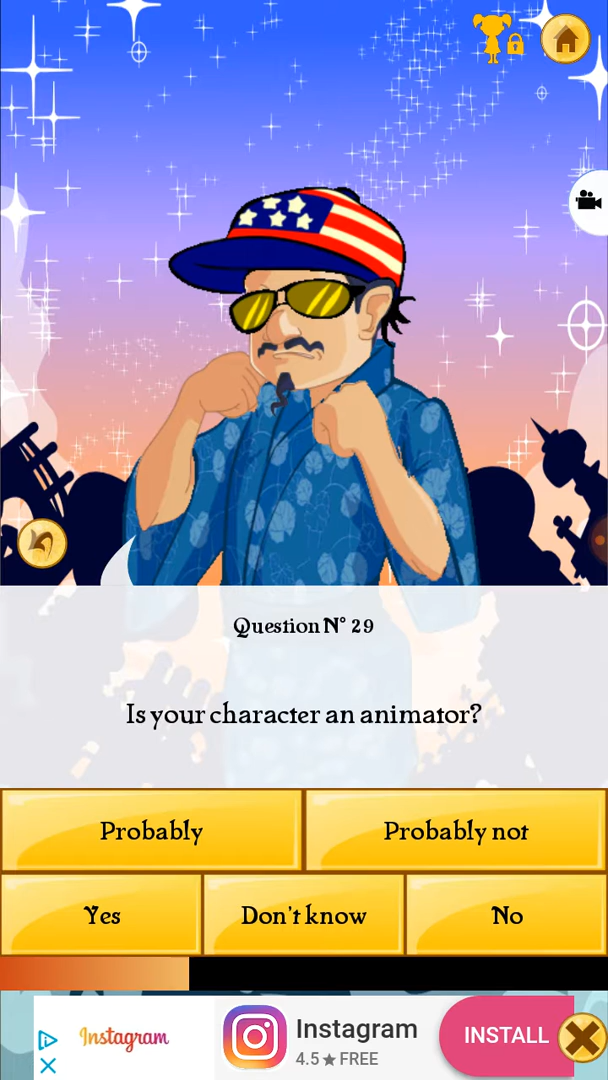 Question N° 29
Is your character an animator?
Probably
Probably not
Yes
Don't know
No
Instagram
Instagram
4.5★FREE
INSTALL